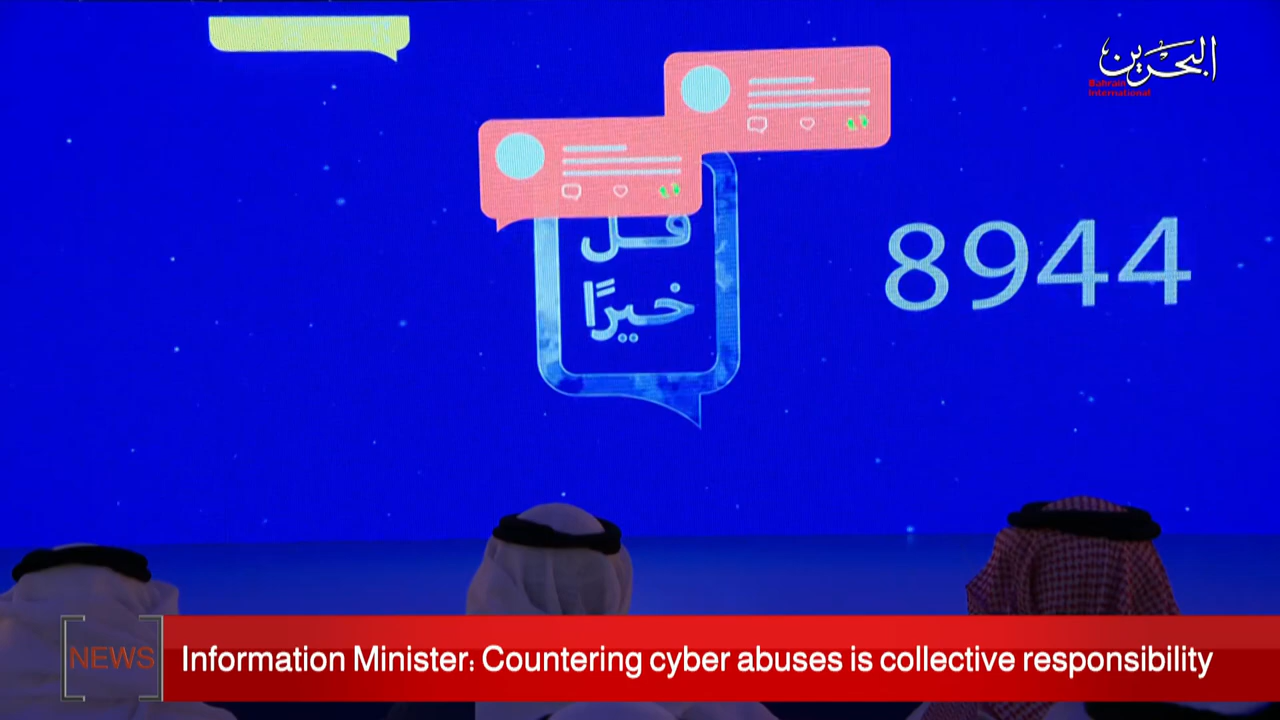 البحرين
Bahrain
International
قل
خيرًا
8944
NEWS
Information Minister: Countering cyber abuses is collective responsibility